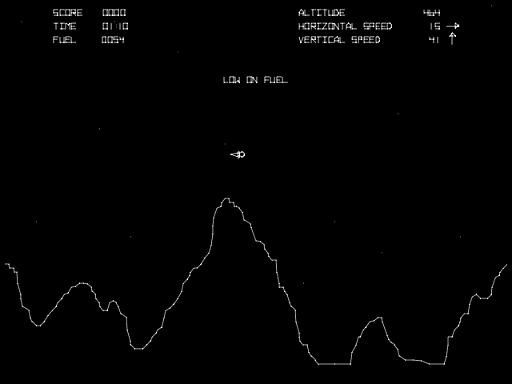 SCORE 0000
TIME 01:10
FUEL 0054
ALTITUDE 464
HORIZONTAL SPEED 15 →
VERTICAL SPEED 41 ↑
LOW ON FUEL